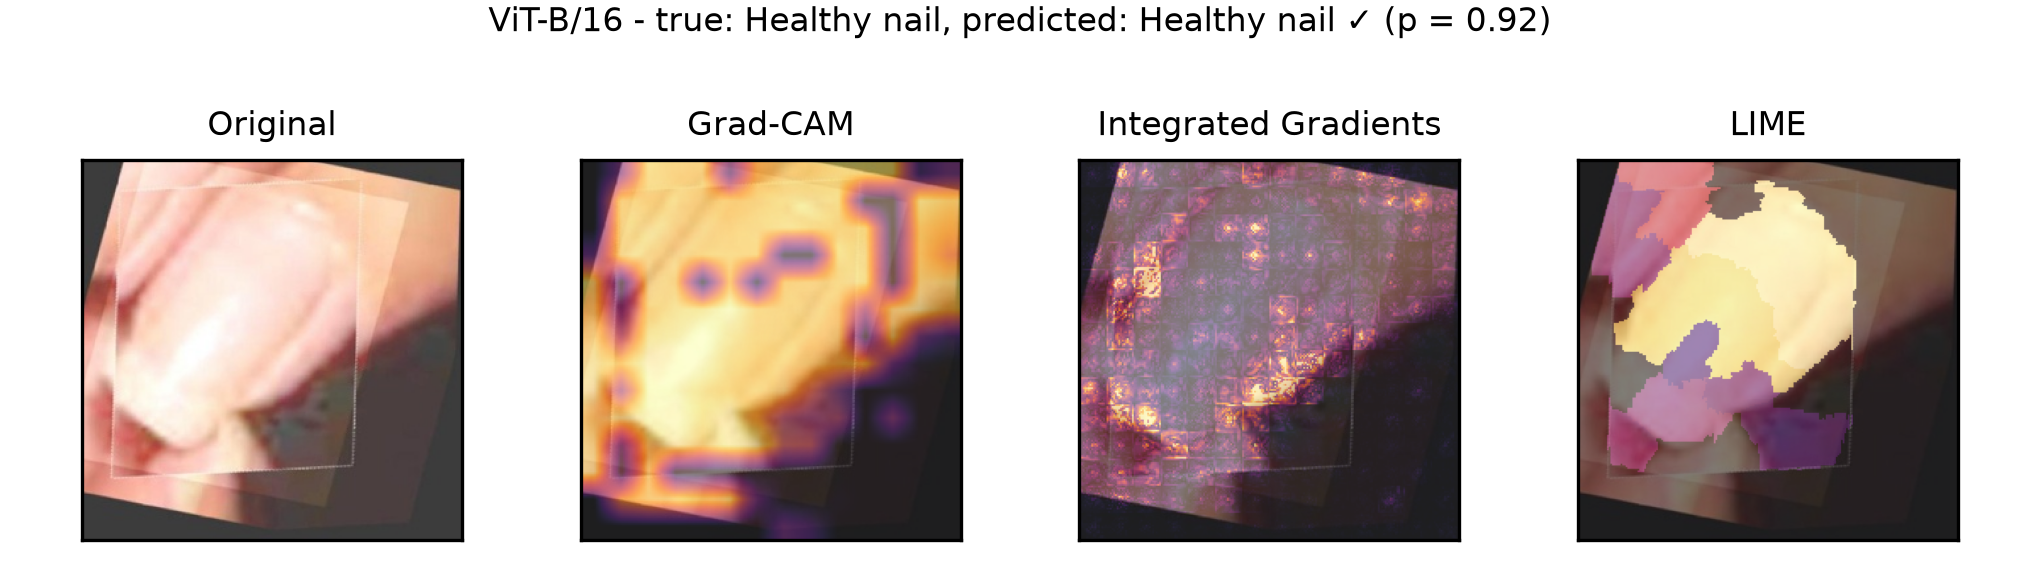 ViT-B/16 - true: Healthy nail, predicted: Healthy nail ✓ (p = 0.92)
Original
Grad-CAM
Integrated Gradients
LIME